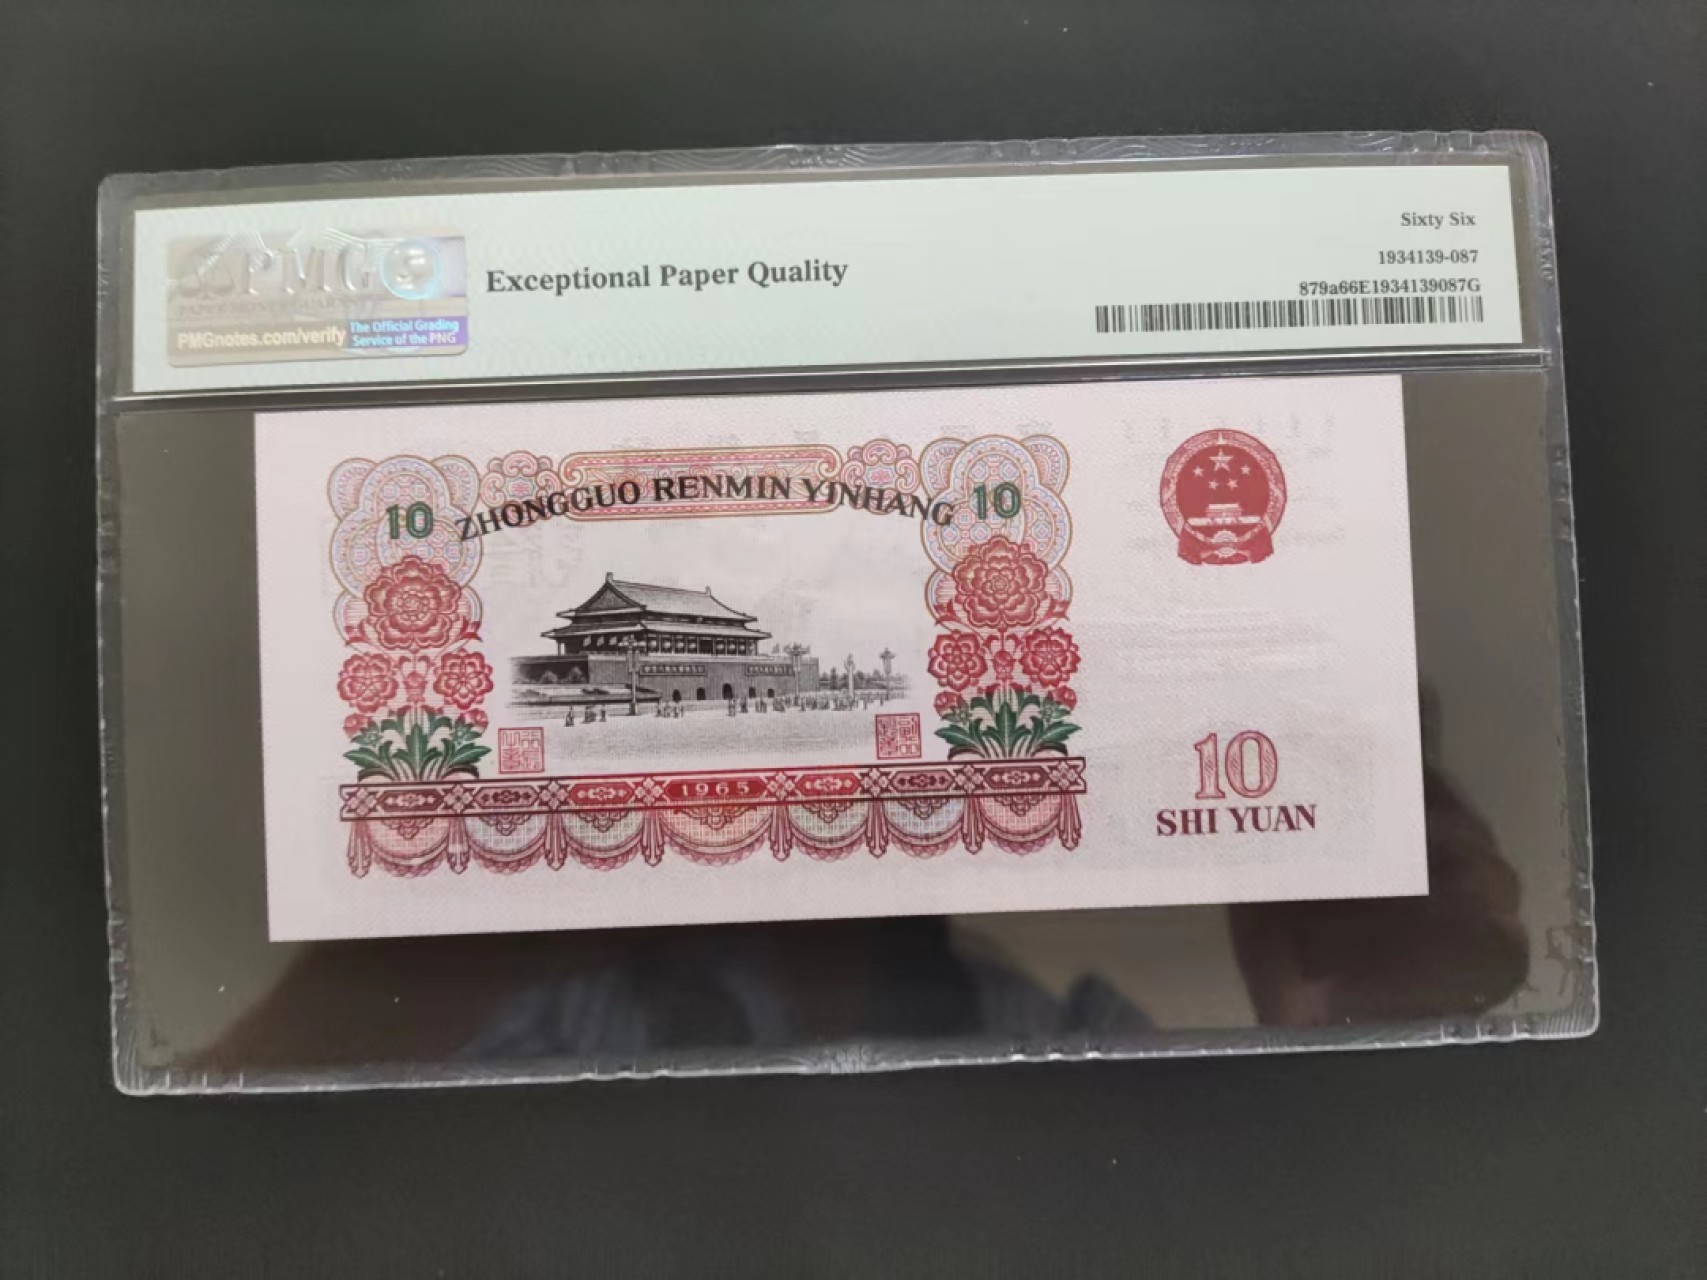 Sixty Six
1934139-087
879a66E1934139087G
PMG
PMGnotes.com/verify
The Official Grading
Service of the PNG
Exceptional Paper Quality
10
ZHONGGUO RENMIN YINHANG
10
1965
10
SHI YUAN